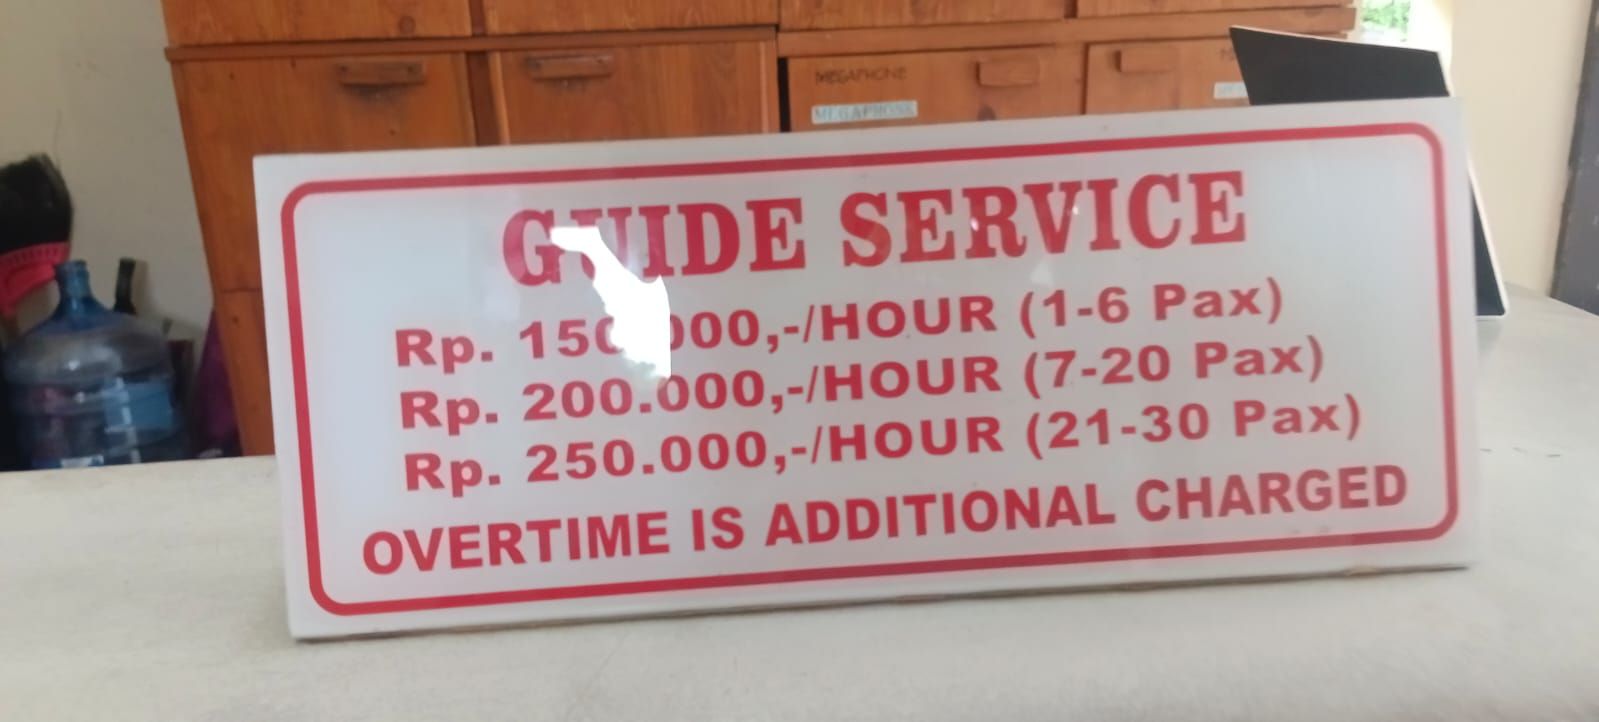 MEGAPHONE
MEGAPHONE
GUIDE SERVICE
Rp. 150.000,-/HOUR (1-6 Pax)
Rp. 200.000,-/HOUR (7-20 Pax)
Rp. 250.000,-/HOUR (21-30 Pax)
OVERTIME IS ADDITIONAL CHARGED